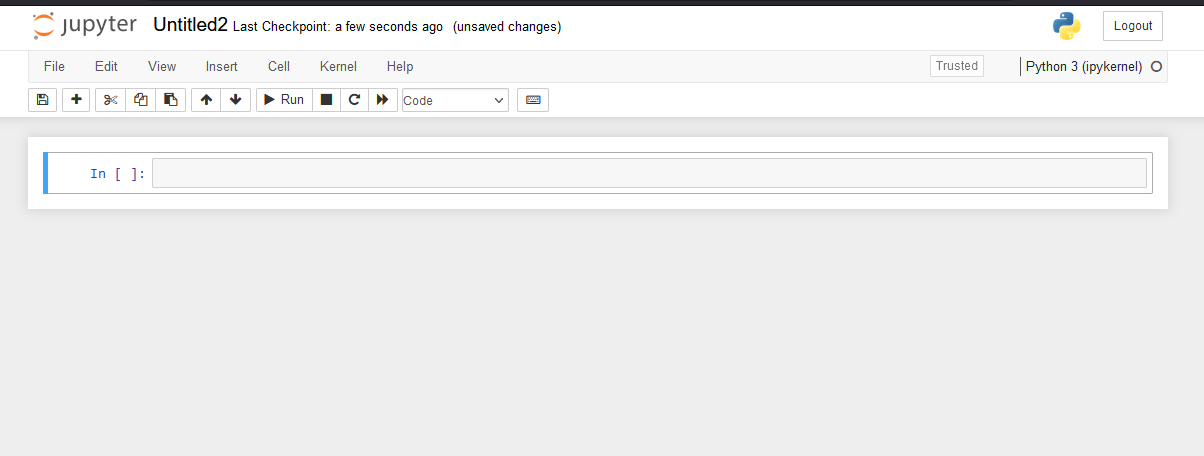 jupyter Untitled2 Last Checkpoint: a few seconds ago (unsaved changes) Logout
File Edit View Insert Cell Kernel Help Trusted Python 3 (ipykernel)
Run Code
In [ ]: